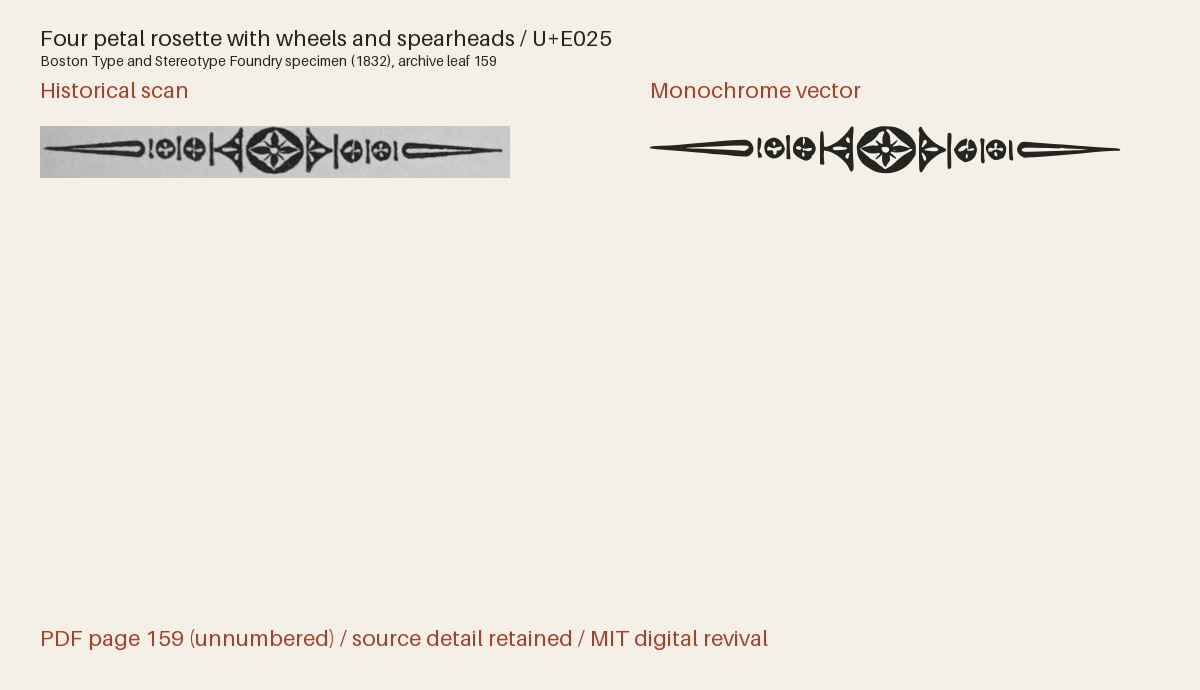 Four petal rosette with wheels and spearheads / U+E025
Boston Type and Stereotype Foundry specimen (1832), archive leaf 159
Historical scan
Monochrome vector
PDF page 159 (unnumbered) / source detail retained / MIT digital revival